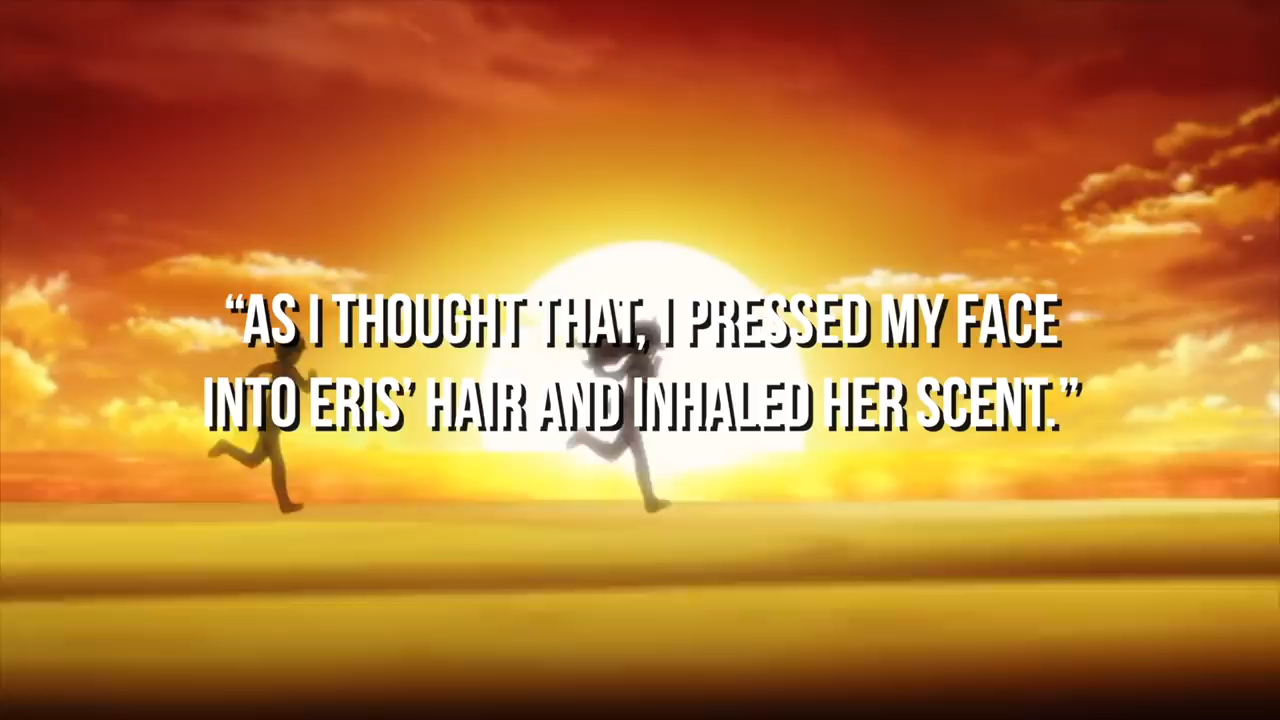 “AS I THOUGHT THAT, I PRESSED MY FACE
INTO ERIS’ HAIR AND INHALED HER SCENT.”